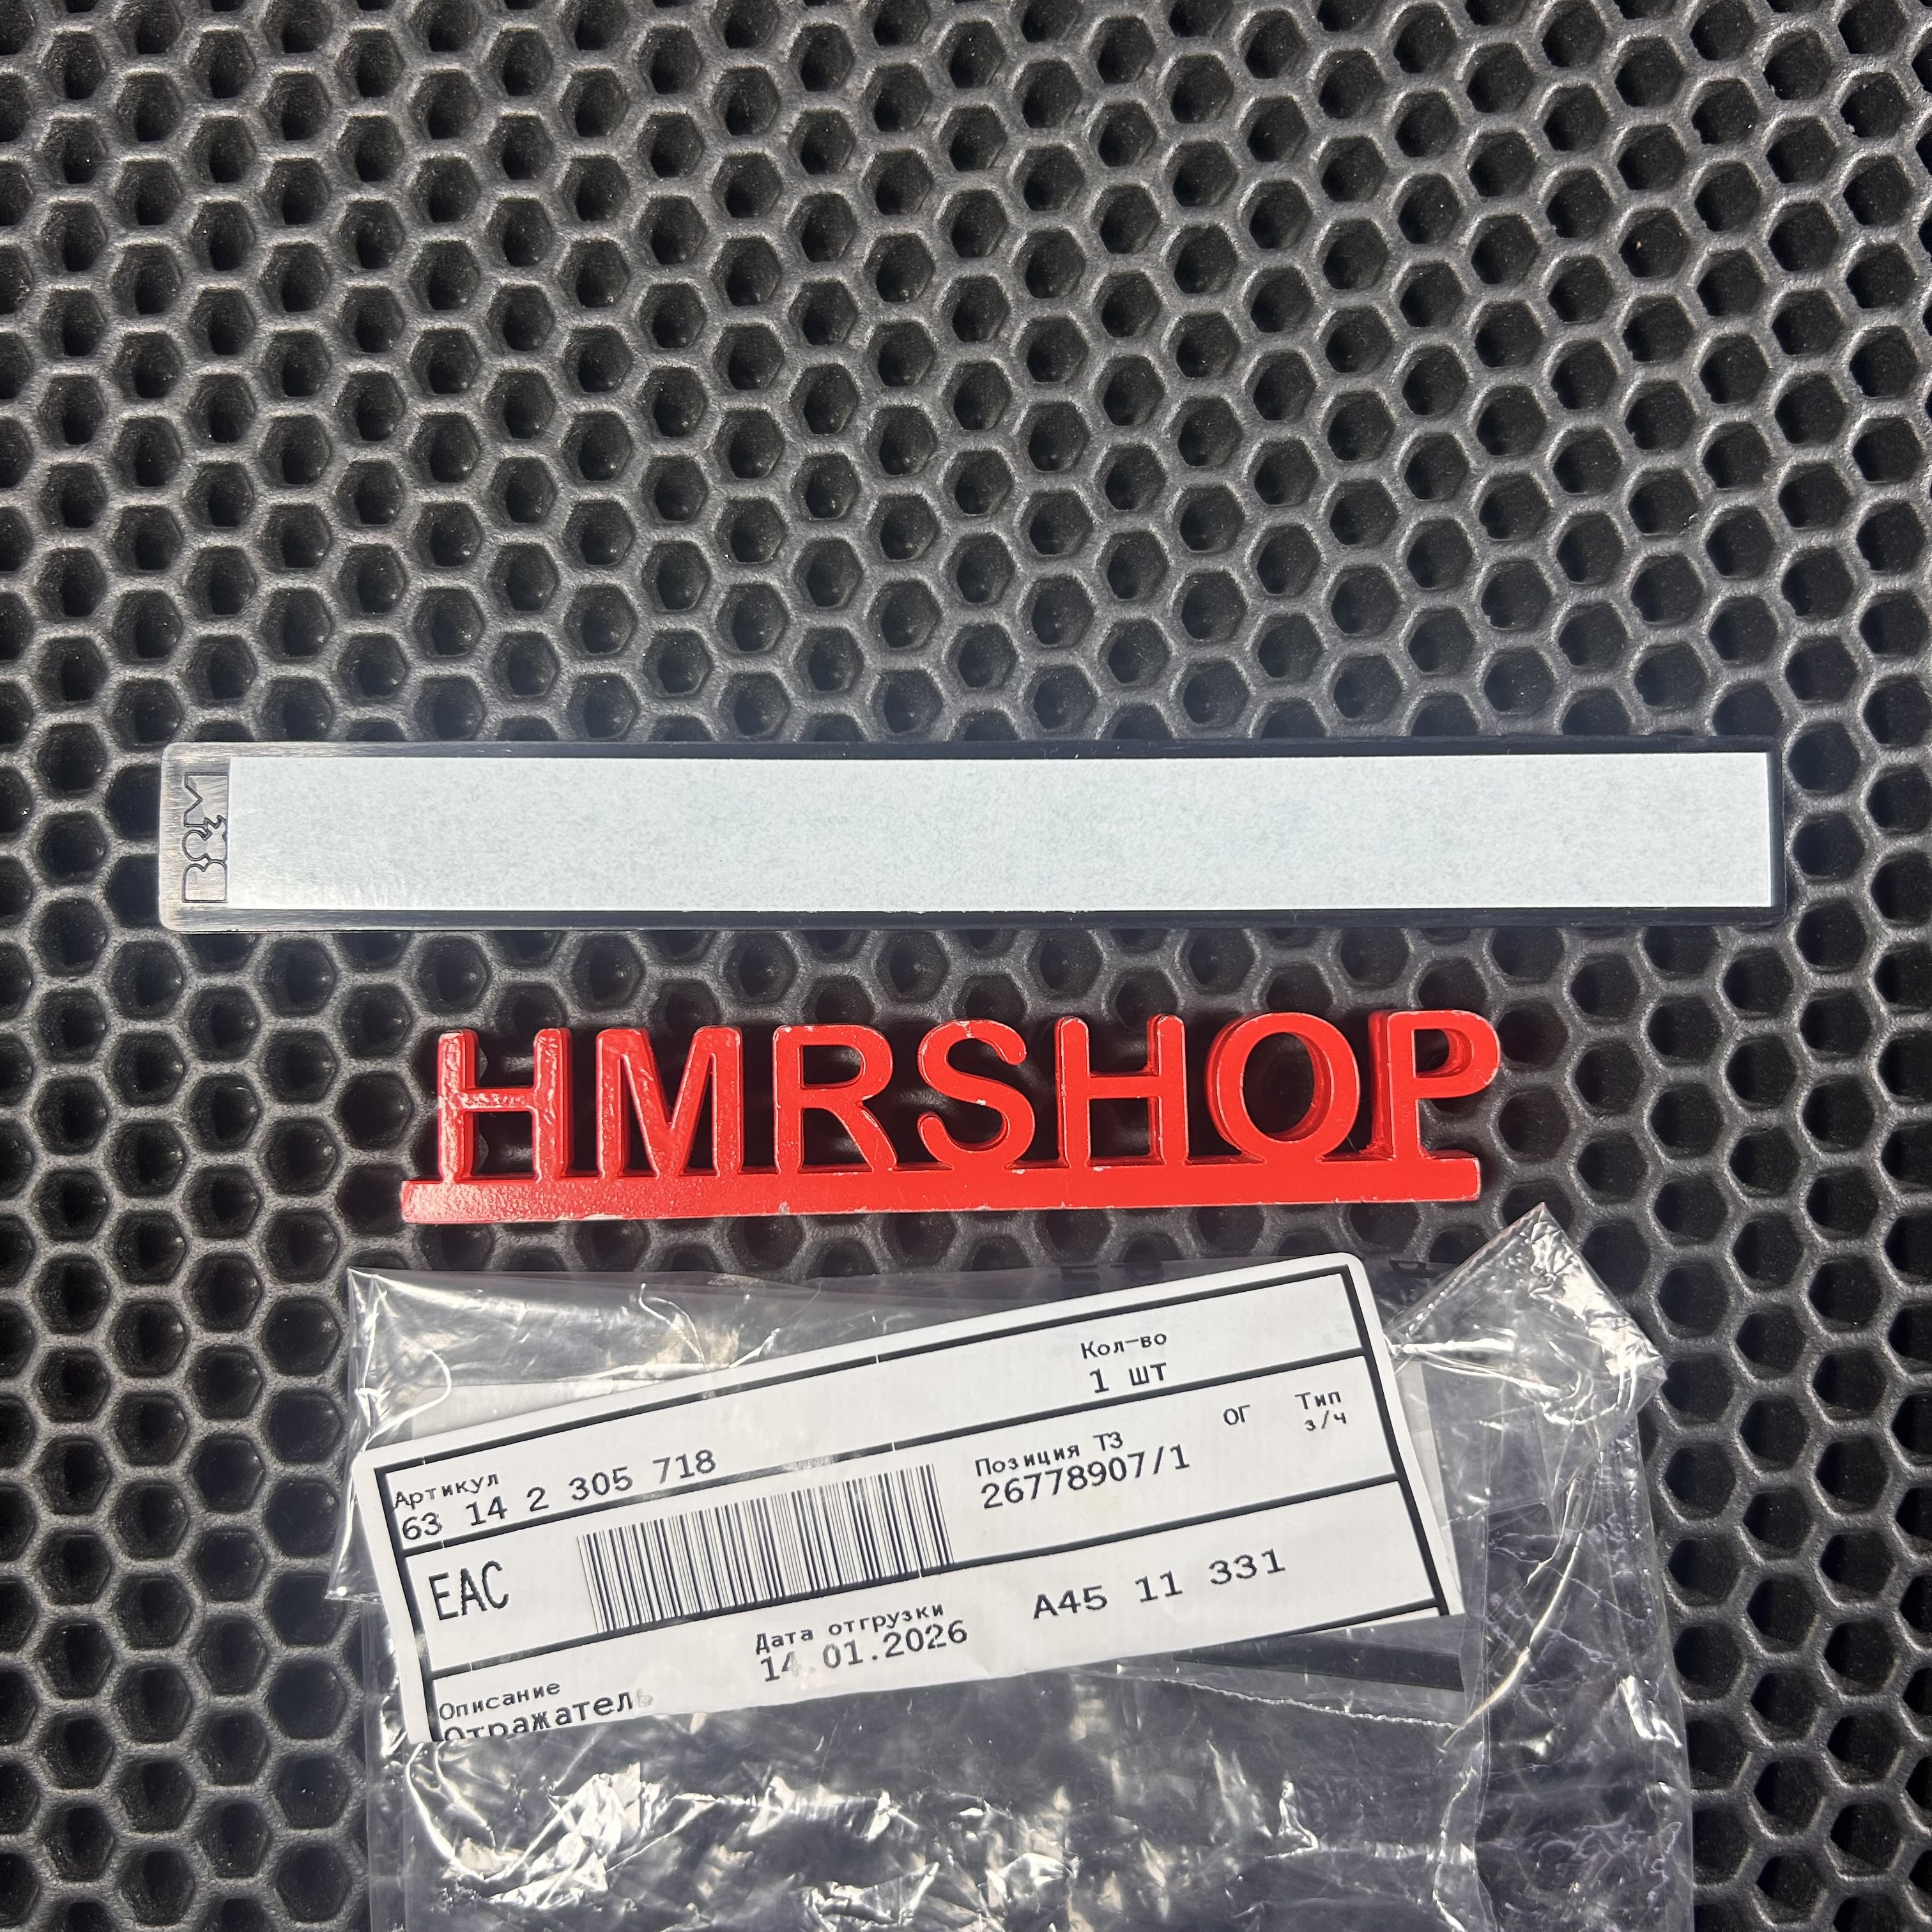 B&M
HMRSHOP
Кол-во
1 ШТ
Артикул
63 14 2 305 718
Позиция ТЗ
26778907/1
ОГ
Тип
з/ч
EAC
Дата отгрузки
14.01.2026
A45 11 331
Описание
Отражатель